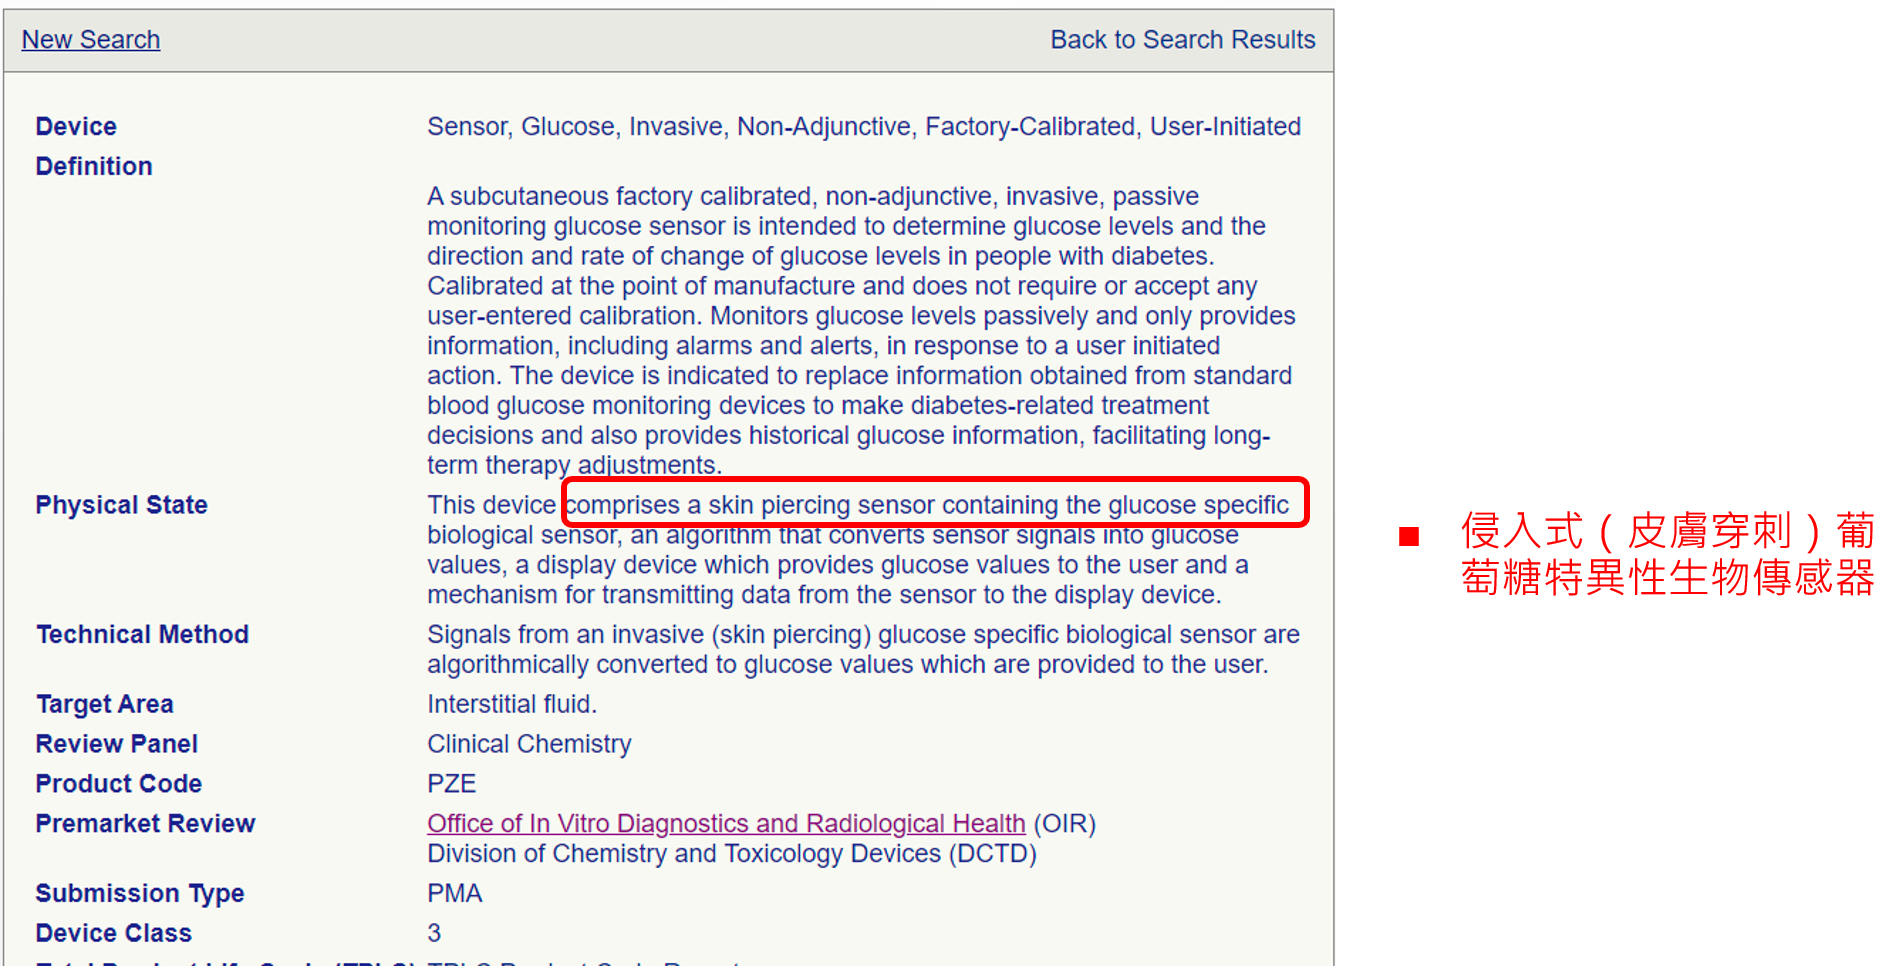 New Search
Back to Search Results
Device
Sensor, Glucose, Invasive, Non-Adjunctive, Factory-Calibrated, User-Initiated
Definition
A subcutaneous factory calibrated, non-adjunctive, invasive, passive
monitoring glucose sensor is intended to determine glucose levels and the
direction and rate of change of glucose levels in people with diabetes.
Calibrated at the point of manufacture and does not require or accept any
user-entered calibration. Monitors glucose levels passively and only provides
information, including alarms and alerts, in response to a user initiated
action. The device is indicated to replace information obtained from standard
blood glucose monitoring devices to make diabetes-related treatment
decisions and also provides historical glucose information, facilitating long-
term therapy adjustments.
Physical State
This device comprises a skin piercing sensor containing the glucose specific
biological sensor, an algorithm that converts sensor signals into glucose
values, a display device which provides glucose values to the user and a
mechanism for transmitting data from the sensor to the display device.
Technical Method
Signals from an invasive (skin piercing) glucose specific biological sensor are
algorithmically converted to glucose values which are provided to the user.
Target Area
Interstitial fluid.
Review Panel
Clinical Chemistry
Product Code
PZE
Premarket Review
Office of In Vitro Diagnostics and Radiological Health (OIR)
Division of Chemistry and Toxicology Devices (DCTD)
Submission Type
PMA
Device Class
3
侵入式（皮膚穿刺）葡
萄糖特異性生物傳感器